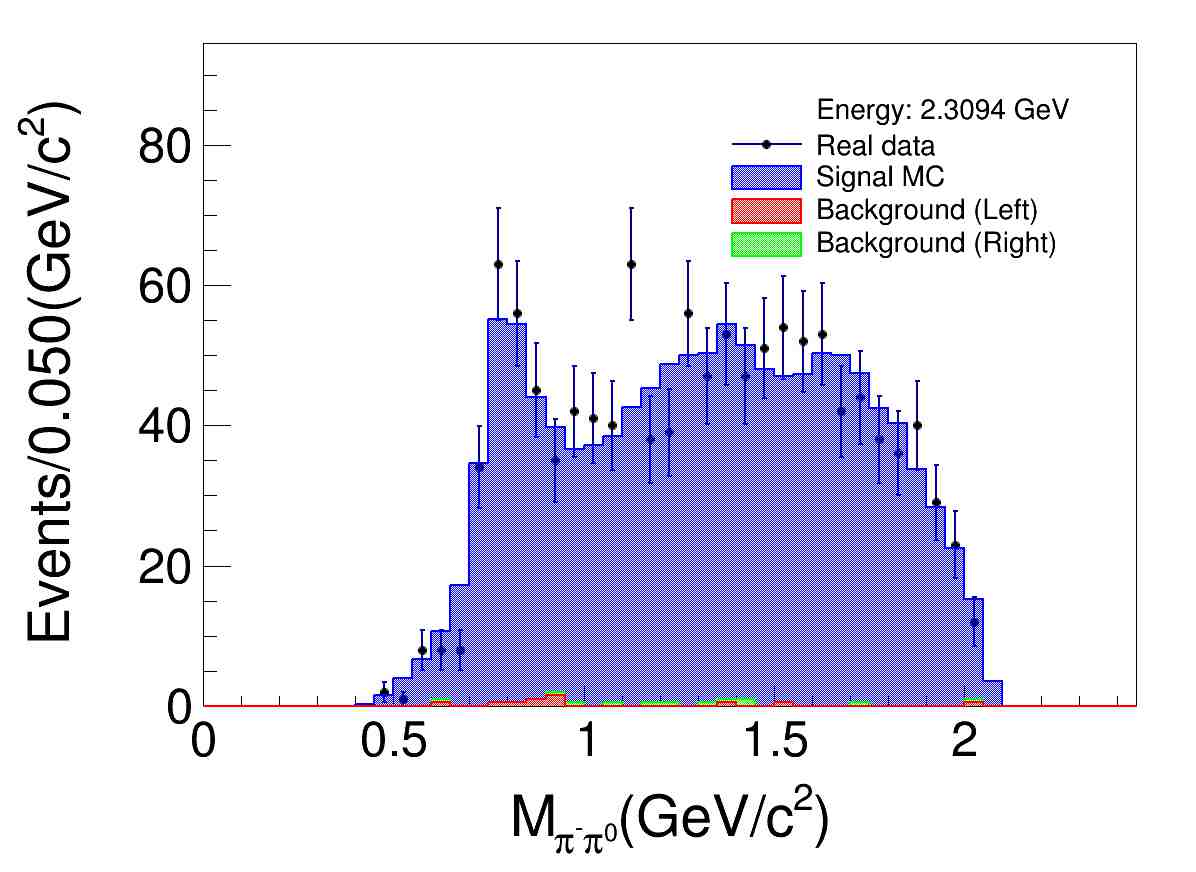 Events/0.050(GeV/c²)
80
60
40
20
0
Energy: 2.3094 GeV
Real data
Signal MC
Background (Left)
Background (Right)
0 0.5 1 1.5 2
Mπ⁻π⁰(GeV/c²)